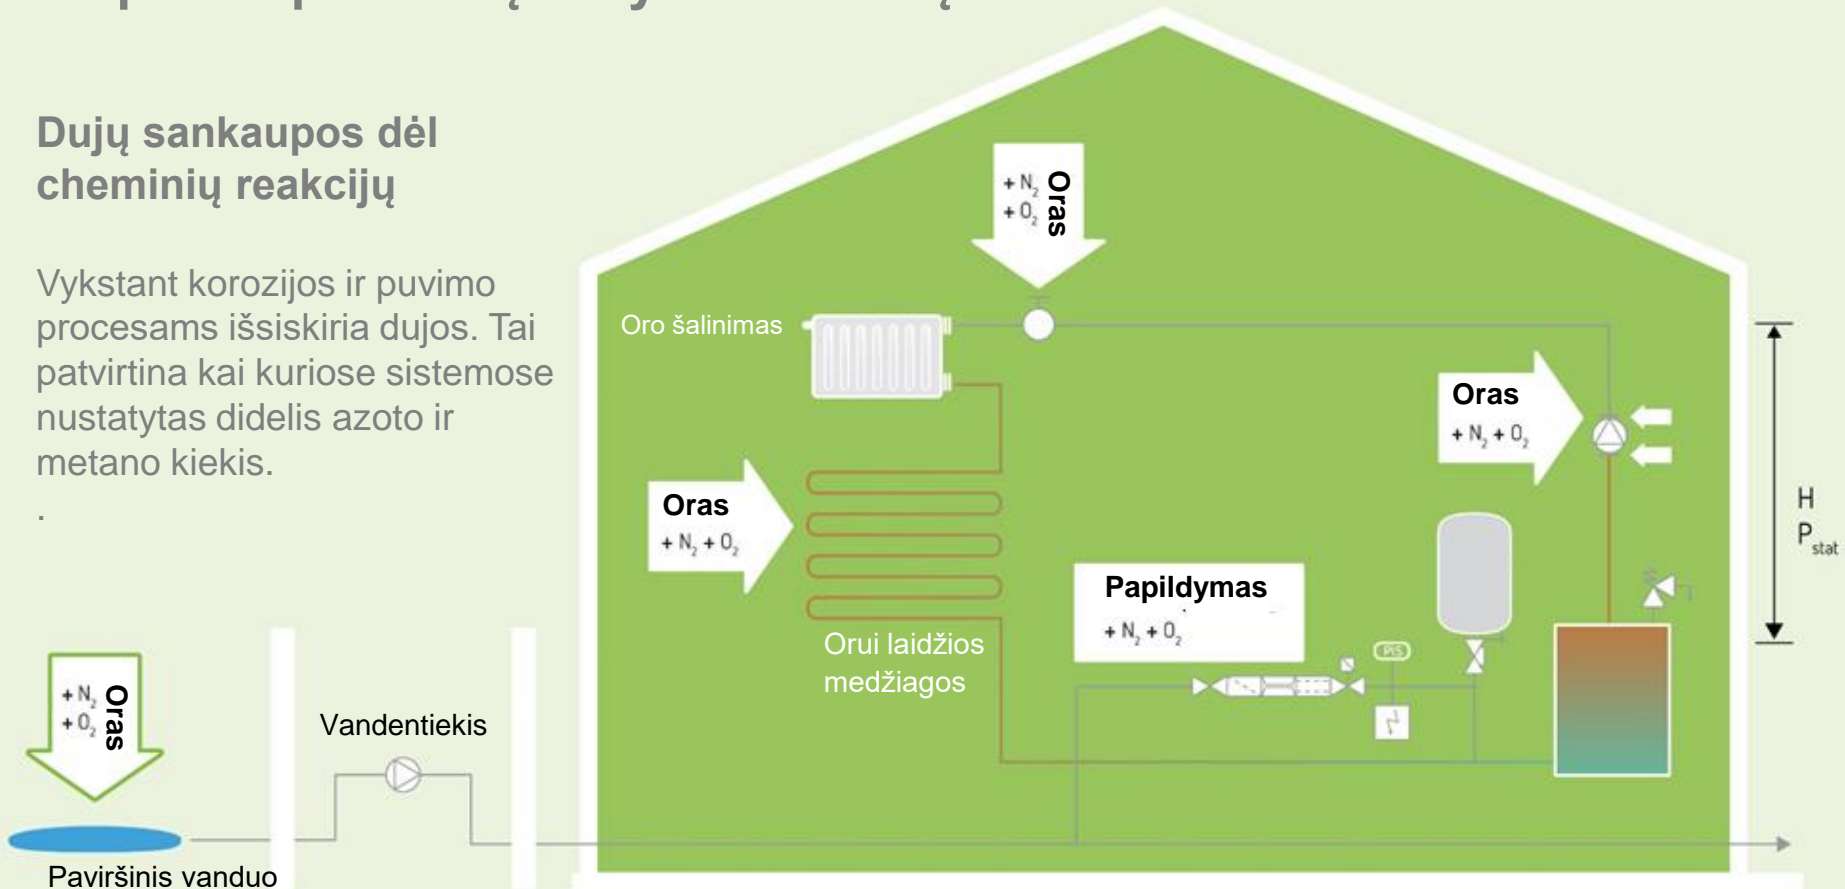 Dujų sankaupos dėl
cheminių reakcijų
Vykstant korozijos ir puvimo
procesams išsiskiria dujos. Tai
patvirtina kai kuriose sistemose
nustatytas didelis azoto ir
metano kiekis.
.
+ N₂
+ O₂
Oras
Oro šalinimas
Oras
+ N₂ + O₂
Oras
+ N₂ + O₂
H
P stat
Papildymas
+ N₂ + O₂
Orui laidžios
medžiagos
PIS
+ N₂
+ O₂
Oras
Vandentiekis
Paviršinis vanduo